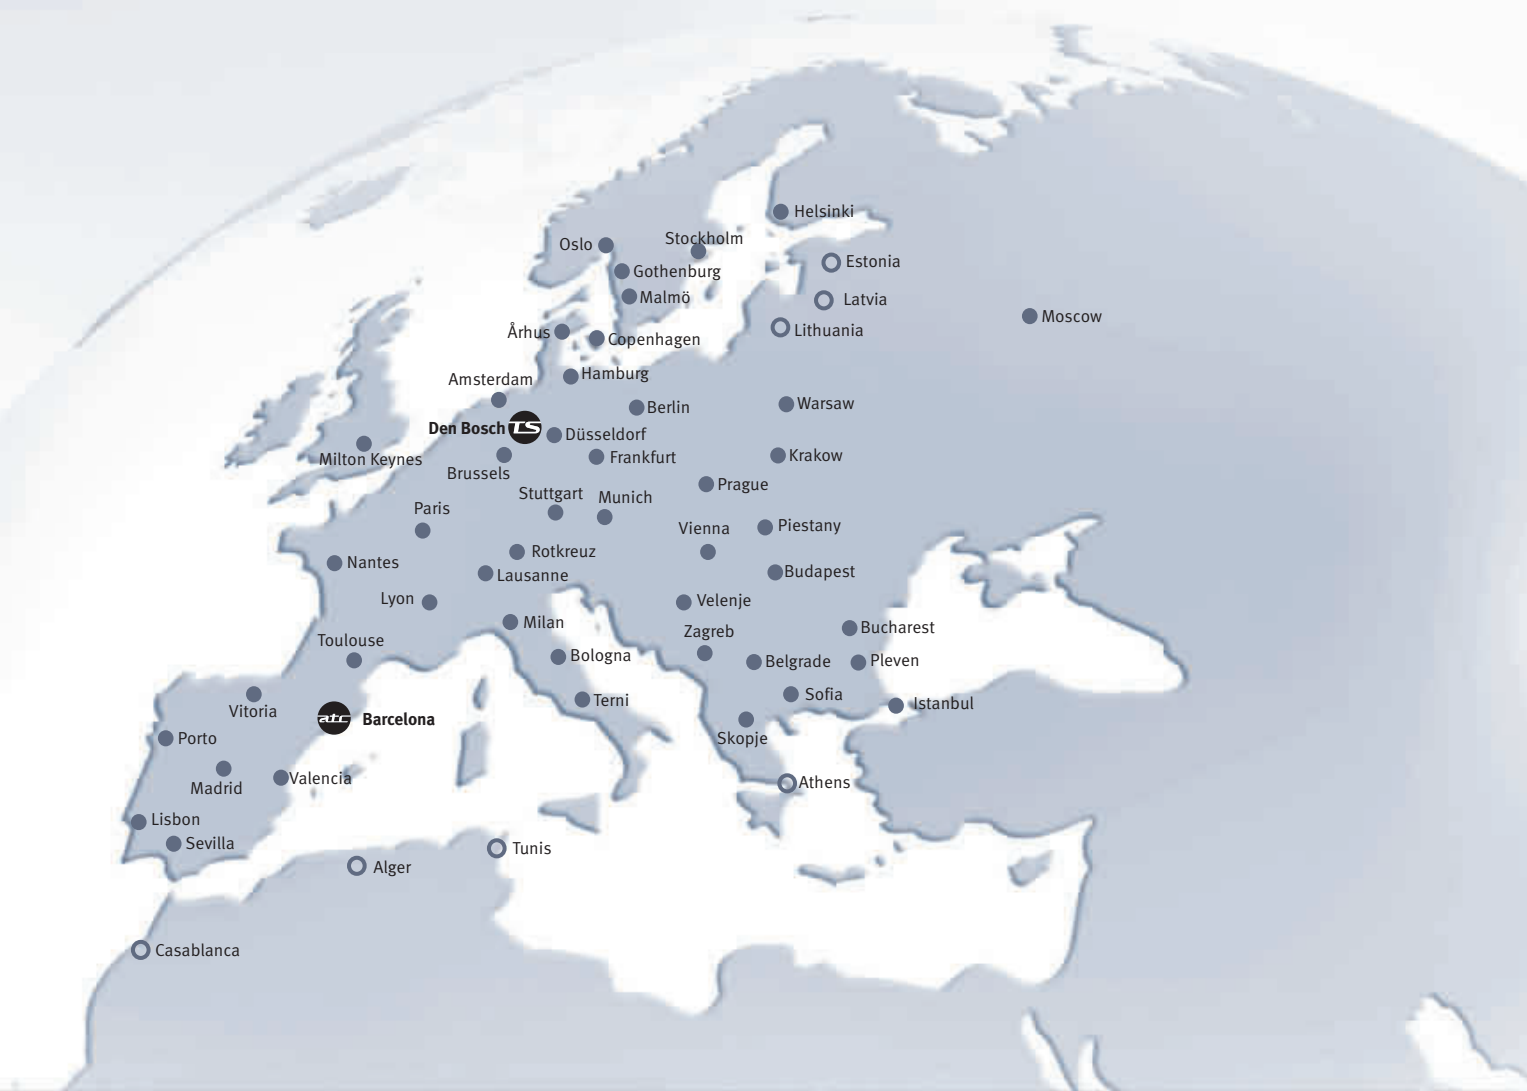 Helsinki
Stockholm
Oslo
Estonia
Gothenburg
Malmö
Latvia
Moscow
Århus
Lithuania
Copenhagen
Hamburg
Amsterdam
Berlin
Warsaw
Den Bosch TS
Düsseldorf
Milton Keynes
Frankfurt
Krakow
Brussels
Prague
Stuttgart
Munich
Paris
Vienna
Piestany
Rotkreuz
Nantes
Lausanne
Budapest
Lyon
Velenje
Milan
Zagreb
Bucharest
Toulouse
Bologna
Belgrade
Pleven
Sofia
Terni
Istanbul
Vitoria
atc Barcelona
Porto
Skopje
Valencia
Madrid
Athens
Lisbon
Sevilla
Tunis
Alger
Casablanca